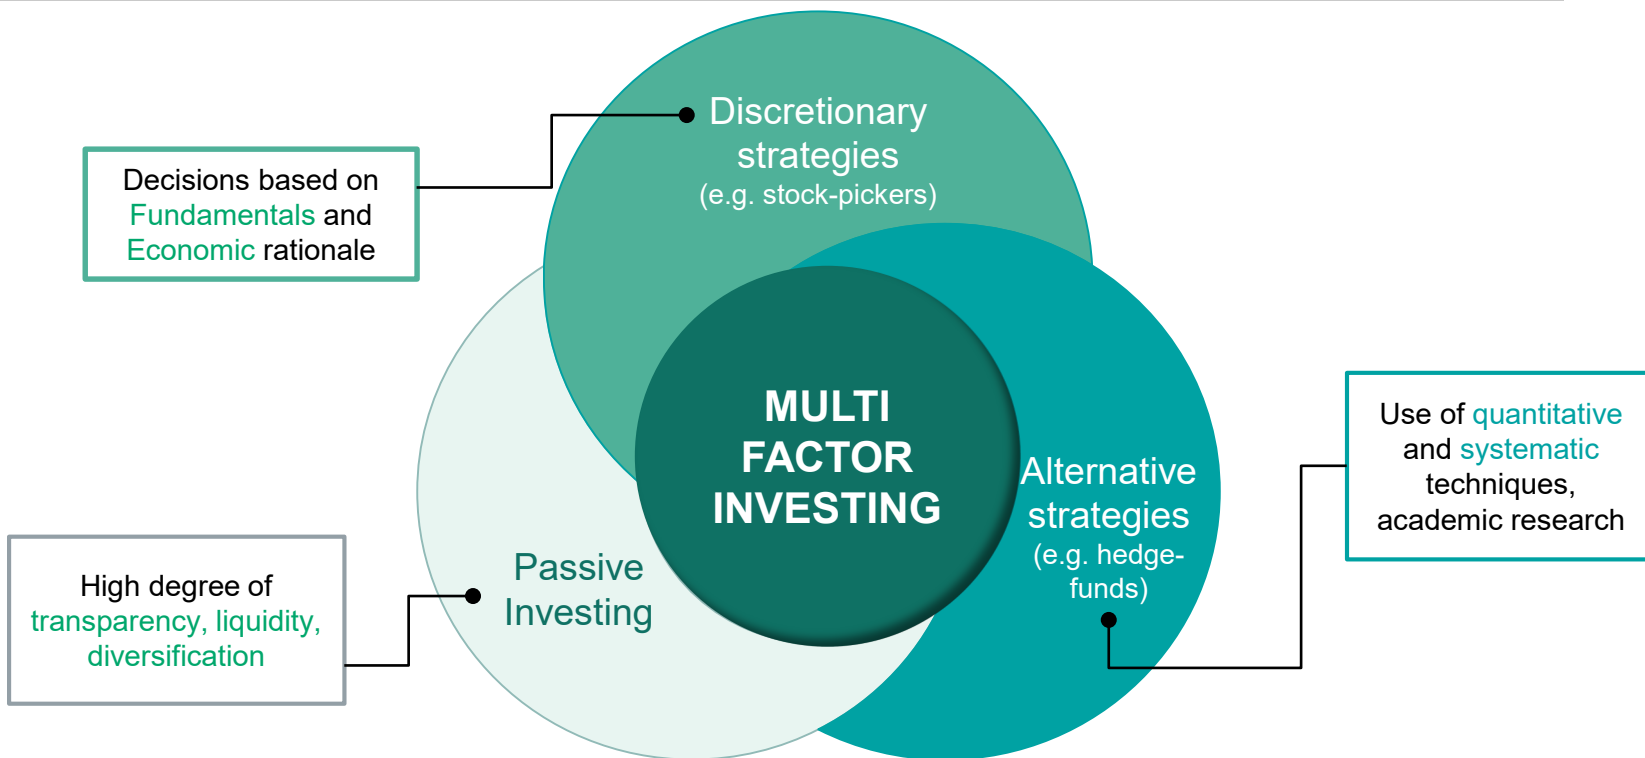 Discretionary
strategies
(e.g. stock-pickers)
Decisions based on
Fundamentals and
Economic rationale
MULTI
FACTOR
INVESTING
Alternative
strategies
(e.g. hedge-
funds)
Use of quantitative
and systematic
techniques,
academic research
Passive
Investing
High degree of
transparency, liquidity,
diversification